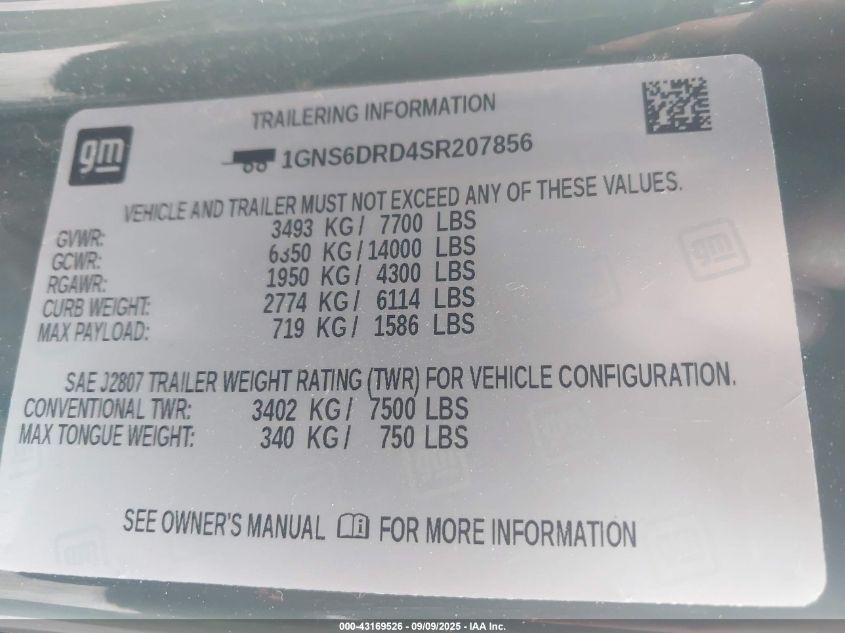 gm
TRAILERING INFORMATION
1GNS6DRD4SR207856
VEHICLE AND TRAILER MUST NOT EXCEED ANY OF THESE VALUES.
GVWR: 3493 KG/ 7700 LBS
GCWR: 6350 KG/14000 LBS
RGAWR: 1950 KG/ 4300 LBS
CURB WEIGHT: 2774 KG/ 6114 LBS
MAX PAYLOAD: 719 KG/ 1586 LBS
SAE J2807 TRAILER WEIGHT RATING (TWR) FOR VEHICLE CONFIGURATION.
CONVENTIONAL TWR: 3402 KG/ 7500 LBS
MAX TONGUE WEIGHT: 340 KG/ 750 LBS
SEE OWNER'S MANUAL i FOR MORE INFORMATION
gm
gm
gm
000-43169526 - 09/09/2025 - IAA Inc.